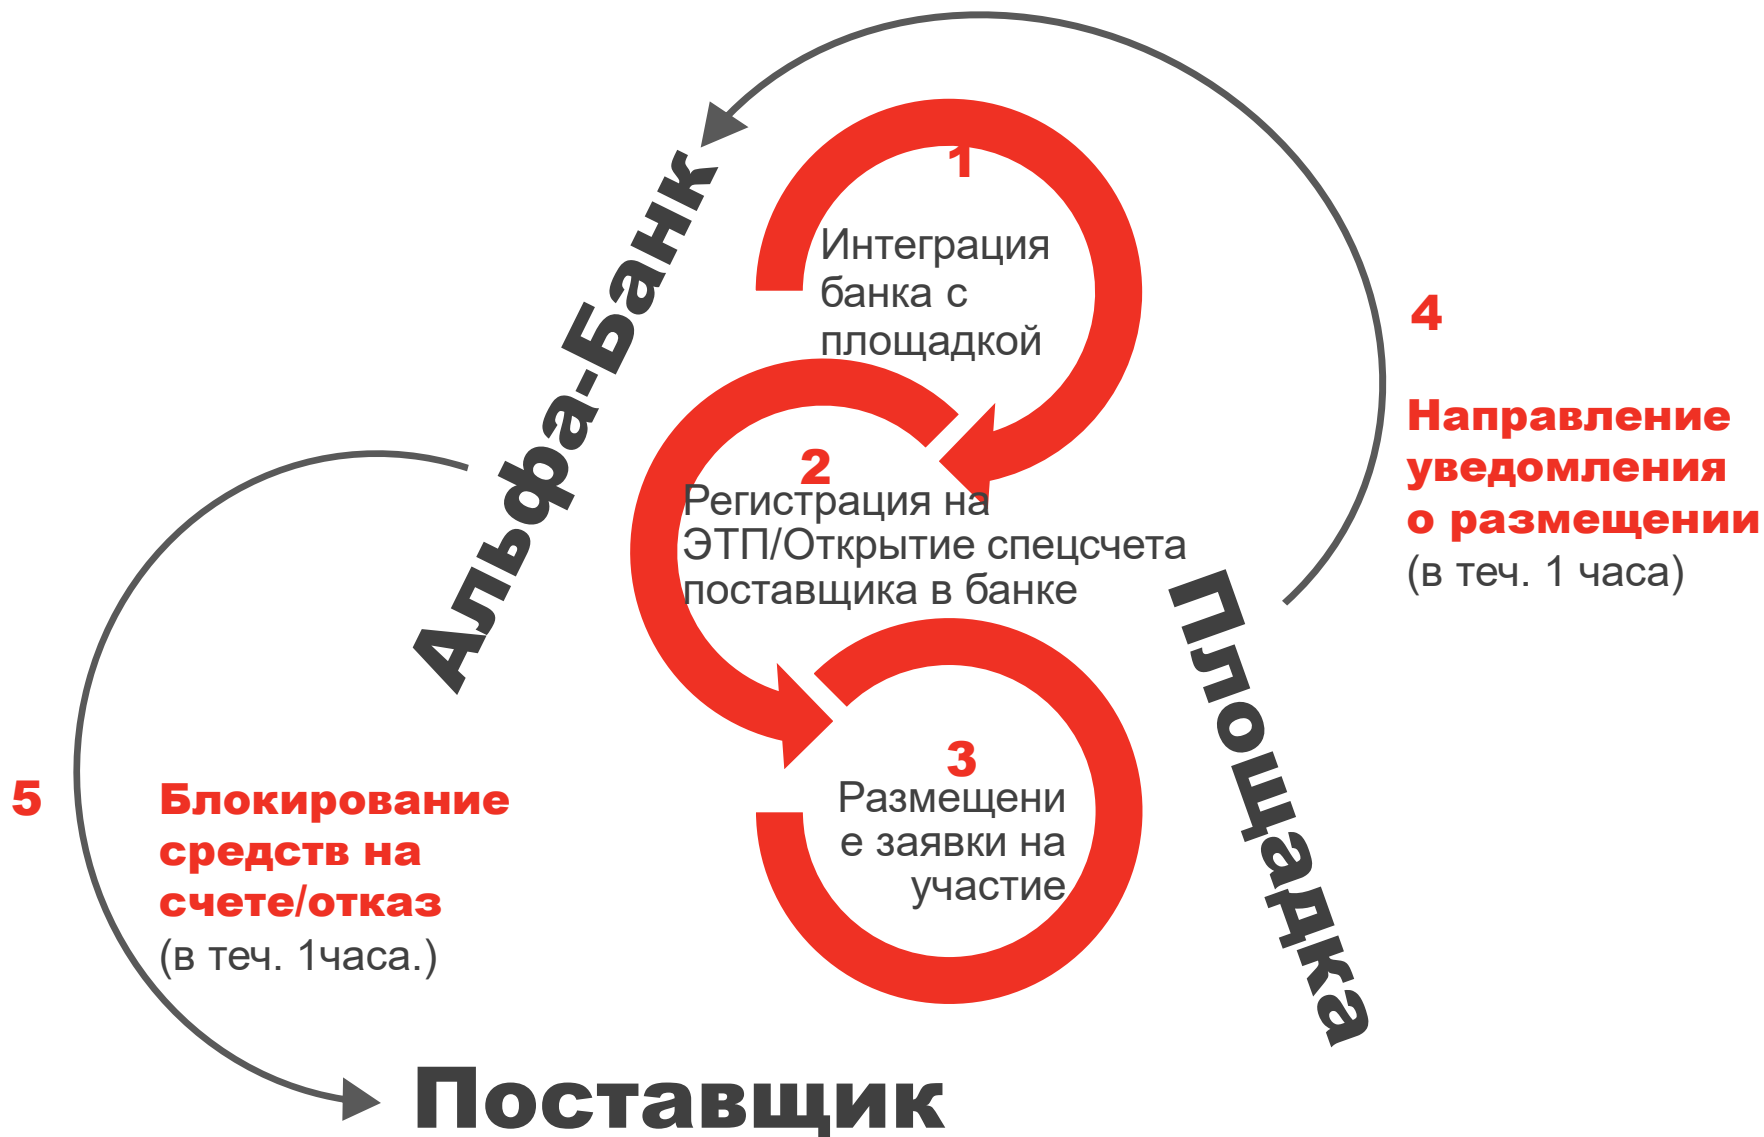 1
Интеграция
банка с
площадкой
2
Регистрация на
ЭТП/Открытие спецсчета
поставщика в банке
3
Размещени
е заявки на
участие
4
Направление
уведомления
о размещении
(в теч. 1 часа)
5
Блокирование
средств на
счете/отказ
(в теч. 1часа.)
Альфа-Банк
Площадка
Поставщик